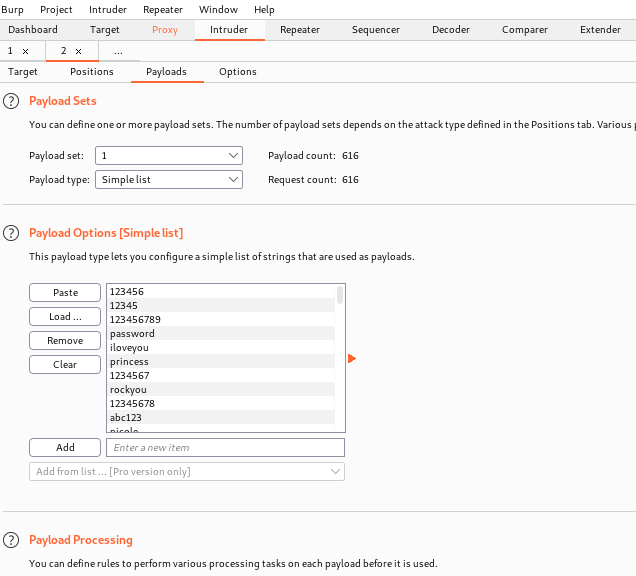 Burp Project Intruder Repeater Window Help
Dashboard Target Proxy Intruder Repeater Sequencer Decoder Comparer Extender
1 × 2 × ...
Target Positions Payloads Options
? Payload Sets
You can define one or more payload sets. The number of payload sets depends on the attack type defined in the Positions tab. Various p
Payload set: 1 Payload count: 616
Payload type: Simple list Request count: 616
? Payload Options [Simple list]
This payload type lets you configure a simple list of strings that are used as payloads.
Paste
Load ...
Remove
Clear
123456
12345
123456789
password
iloveyou
princess
1234567
rockyou
12345678
abc123
nicole
Add Enter a new item
Add from list ... [Pro version only]
? Payload Processing
You can define rules to perform various processing tasks on each payload before it is used.